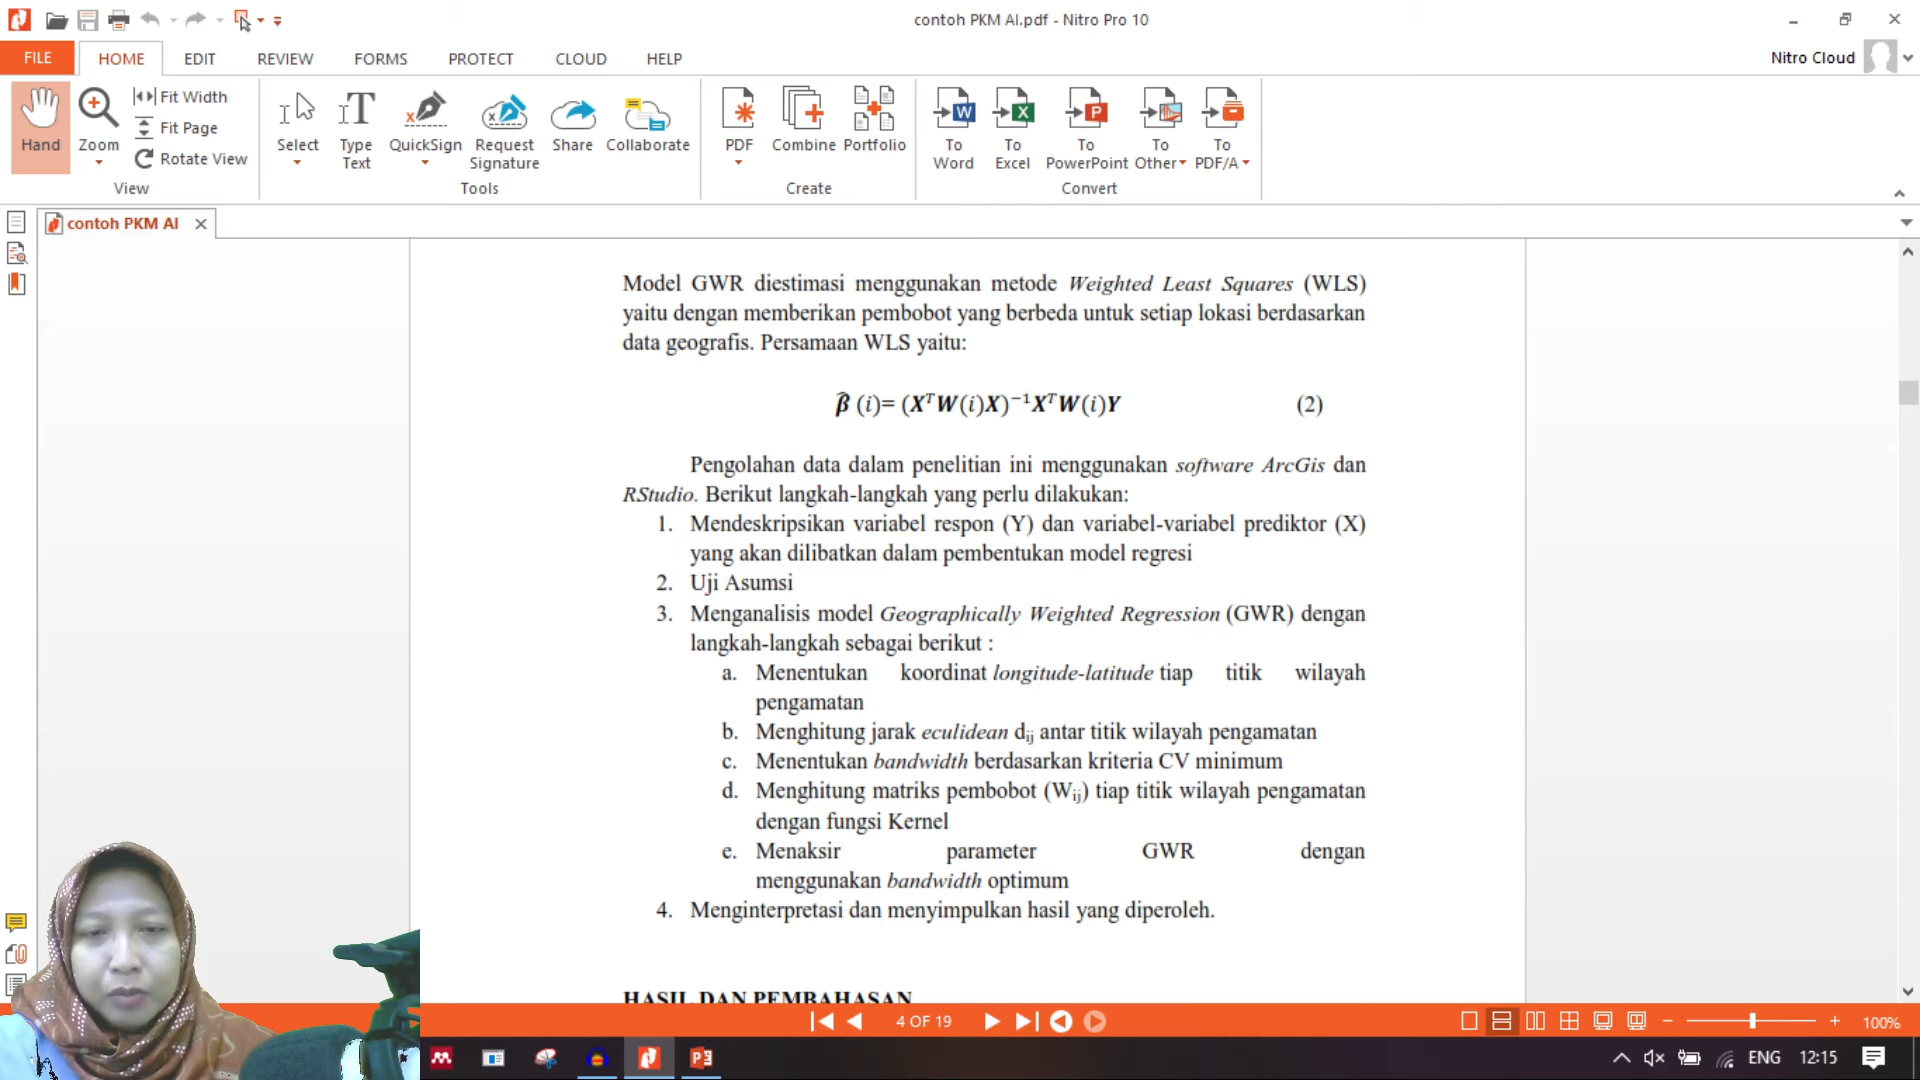 contoh PKM AI.pdf - Nitro Pro 10
FILE HOME EDIT REVIEW FORMS PROTECT CLOUD HELP
Nitro Cloud
Hand
Zoom
Fit Width
Fit Page
Rotate View
View
Select
Type Text
QuickSign
Request Signature
Share
Collaborate
Tools
PDF
Combine
Portfolio
Create
To Word
To Excel
To PowerPoint
To Other
To PDF/A
Convert
contoh PKM AI
Model GWR diestimasi menggunakan metode Weighted Least Squares (WLS)
yaitu dengan memberikan pembobot yang berbeda untuk setiap lokasi berdasarkan
data geografis. Persamaan WLS yaitu:
β̂ (i)= (XᵀW(i)X)⁻¹XᵀW(i)Y (2)
Pengolahan data dalam penelitian ini menggunakan software ArcGis dan
RStudio. Berikut langkah-langkah yang perlu dilakukan:
1. Mendeskripsikan variabel respon (Y) dan variabel-variabel prediktor (X)
yang akan dilibatkan dalam pembentukan model regresi
2. Uji Asumsi
3. Menganalisis model Geographically Weighted Regression (GWR) dengan
langkah-langkah sebagai berikut :
a. Menentukan koordinat longitude-latitude tiap titik wilayah
pengamatan
b. Menghitung jarak eculidean dij antar titik wilayah pengamatan
c. Menentukan bandwidth berdasarkan kriteria CV minimum
d. Menghitung matriks pembobot (Wij) tiap titik wilayah pengamatan
dengan fungsi Kernel
e. Menaksir parameter GWR dengan
menggunakan bandwidth optimum
4. Menginterpretasi dan menyimpulkan hasil yang diperoleh.
HASIL DAN PEMBAHASAN
4 OF 19
100%
ENG 12:15